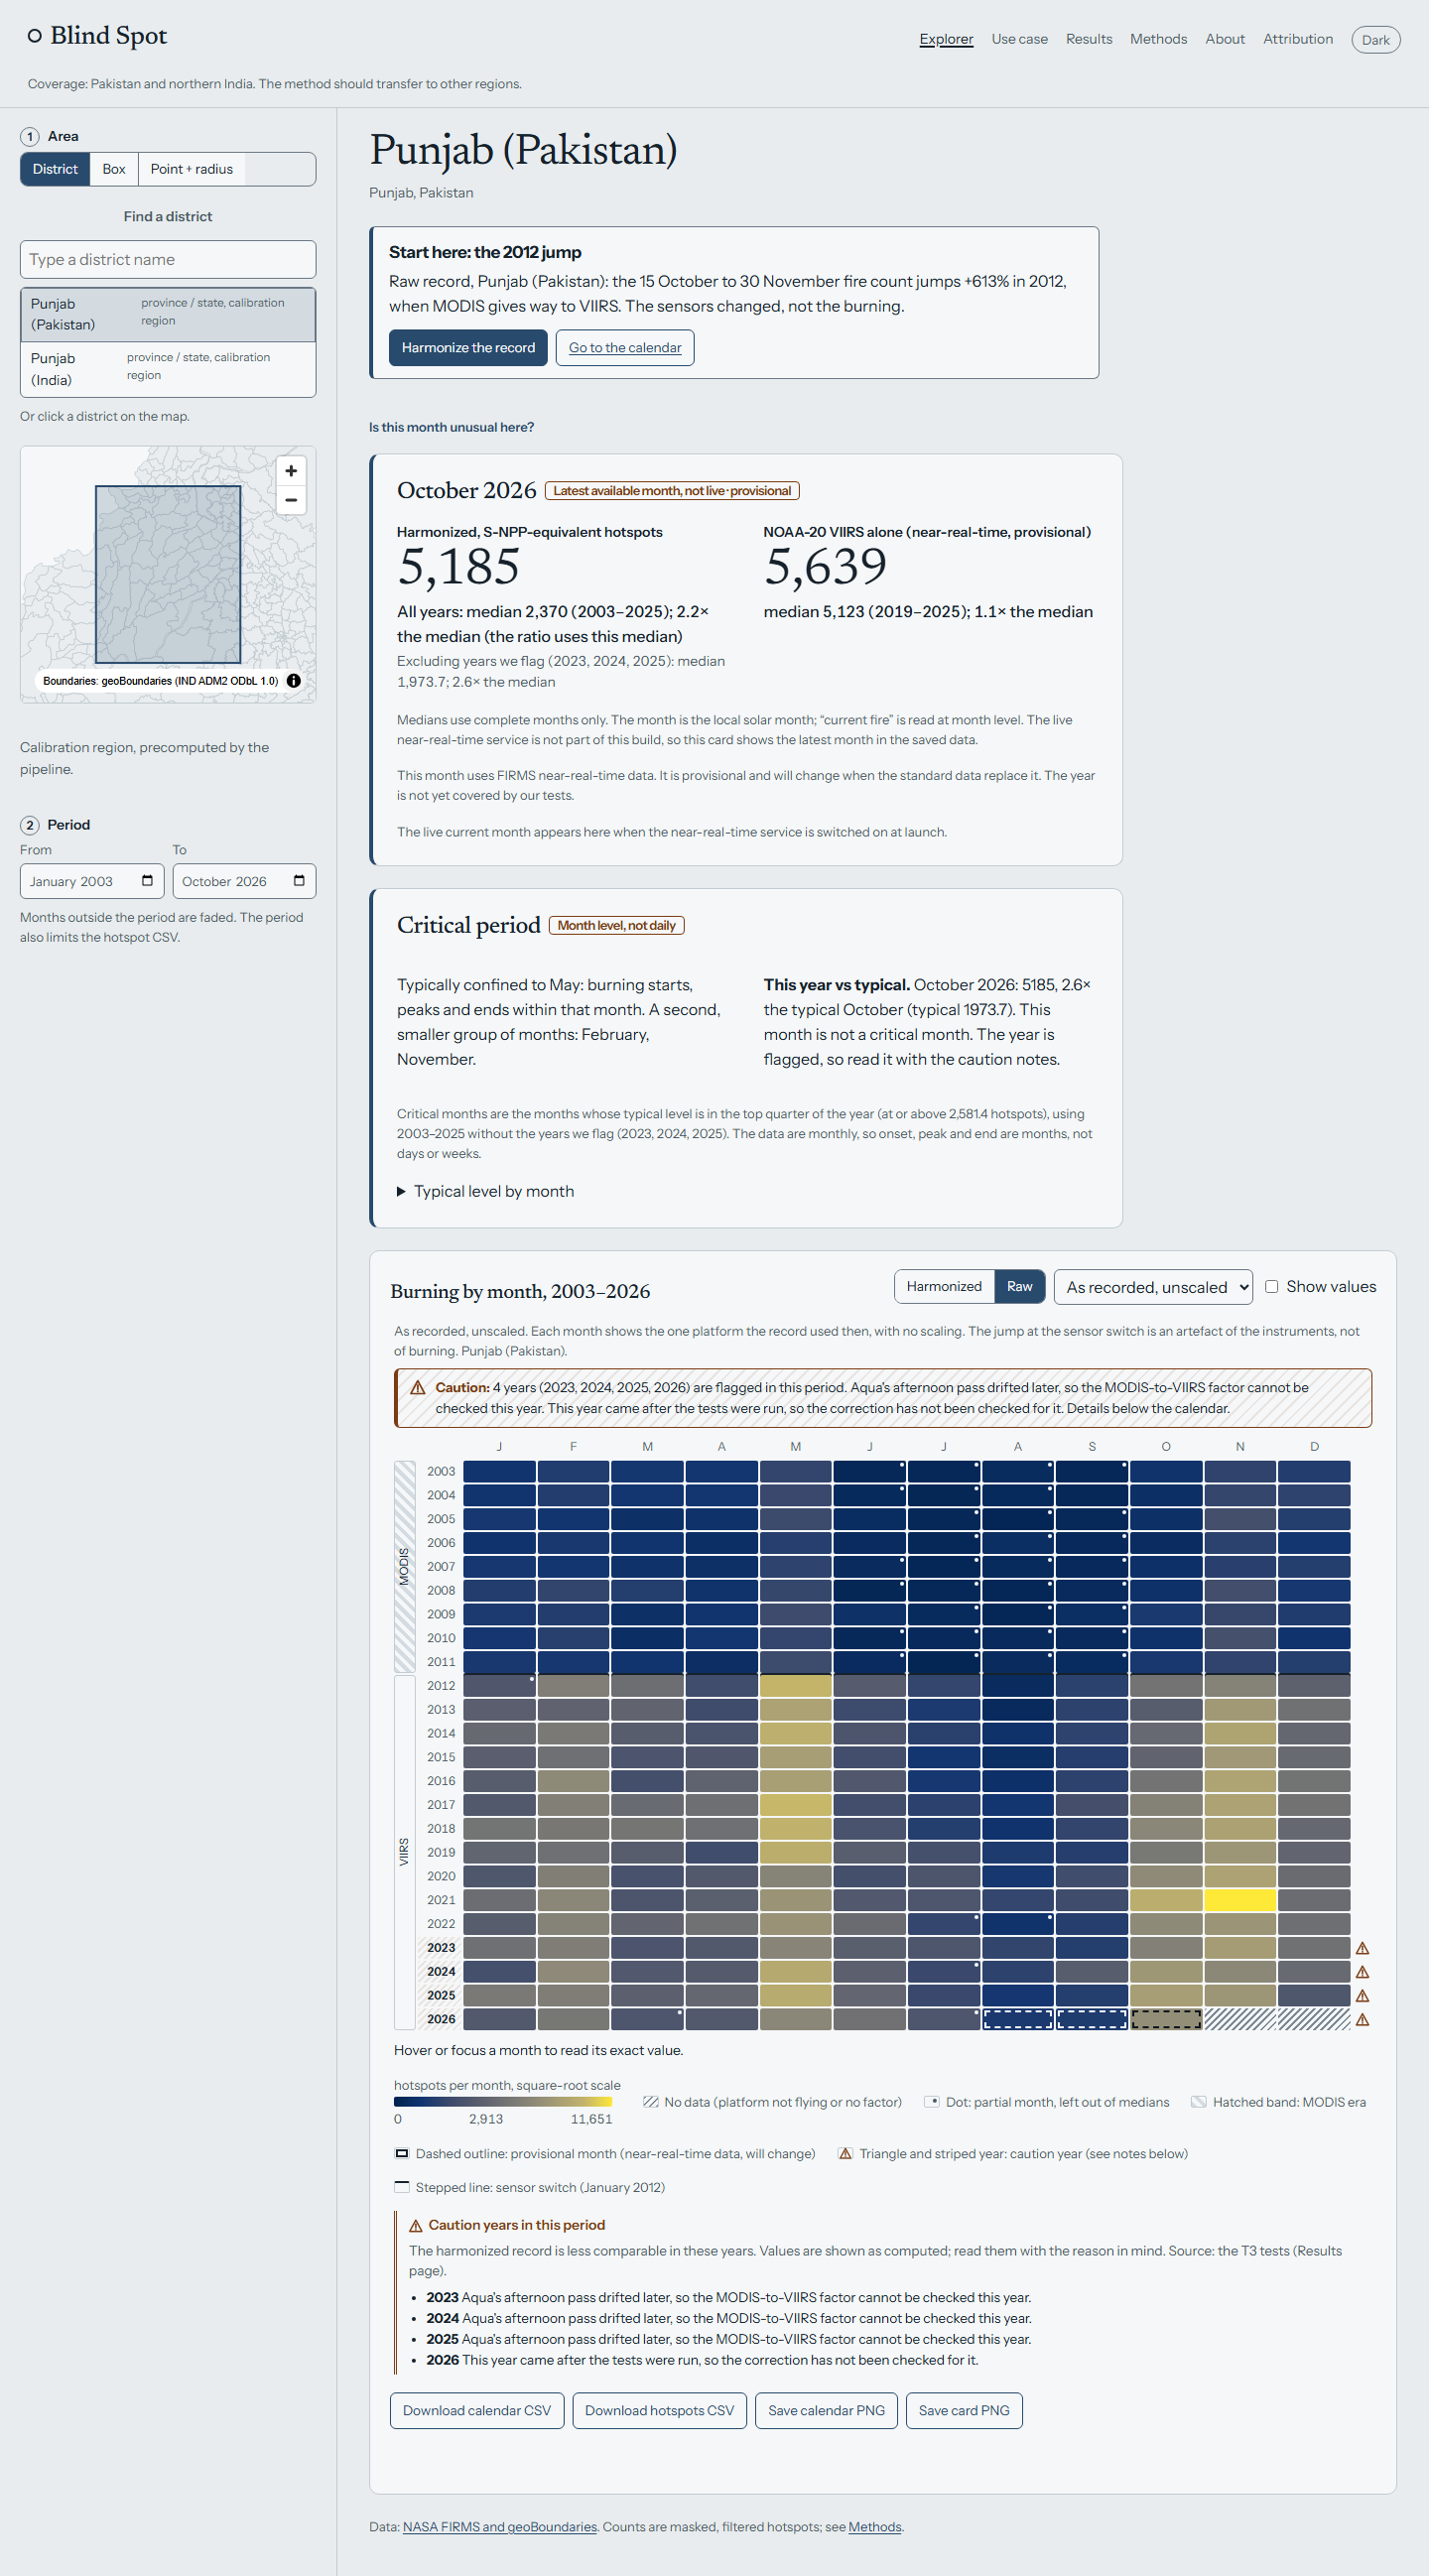 Blind Spot
Explorer Use case Results Methods About Attribution Dark
Coverage: Pakistan and northern India. The method should transfer to other regions.
1 Area
District Box Point + radius
Find a district
Type a district name
Punjab (Pakistan) province / state, calibration region
Punjab (India) province / state, calibration region
Or click a district on the map.
+
−
Boundaries: geoBoundaries (IND ADM2 ODbL 1.0)
Calibration region, precomputed by the
pipeline.
2 Period
From To
January 2003 October 2026
Months outside the period are faded. The period
also limits the hotspot CSV.
Punjab (Pakistan)
Punjab, Pakistan
Start here: the 2012 jump
Raw record, Punjab (Pakistan): the 15 October to 30 November fire count jumps +613% in 2012,
when MODIS gives way to VIIRS. The sensors changed, not the burning.
Harmonize the record Go to the calendar
Is this month unusual here?
October 2026 Latest available month, not live · provisional
Harmonized, S-NPP-equivalent hotspots
5,185
All years: median 2,370 (2003–2025); 2.2×
the median (the ratio uses this median)
Excluding years we flag (2023, 2024, 2025): median
1,973.7; 2.6× the median
NOAA-20 VIIRS alone (near-real-time, provisional)
5,639
median 5,123 (2019–2025); 1.1× the median
Medians use complete months only. The month is the local solar month; “current fire” is read at month level. The live
near-real-time service is not part of this build, so this card shows the latest month in the saved data.
This month uses FIRMS near-real-time data. It is provisional and will change when the standard data replace it. The year
is not yet covered by our tests.
The live current month appears here when the near-real-time service is switched on at launch.
Critical period Month level, not daily
Typically confined to May: burning starts,
peaks and ends within that month. A second,
smaller group of months: February,
November.
This year vs typical. October 2026: 5185, 2.6×
the typical October (typical 1973.7). This
month is not a critical month. The year is
flagged, so read it with the caution notes.
Critical months are the months whose typical level is in the top quarter of the year (at or above 2,581.4 hotspots), using
2003–2025 without the years we flag (2023, 2024, 2025). The data are monthly, so onset, peak and end are months, not
days or weeks.
Typical level by month
Burning by month, 2003–2026
Harmonized Raw As recorded, unscaled Show values
As recorded, unscaled. Each month shows the one platform the record used then, with no scaling. The jump at the sensor switch is an artefact of the instruments, not
of burning. Punjab (Pakistan).
Caution: 4 years (2023, 2024, 2025, 2026) are flagged in this period. Aqua's afternoon pass drifted later, so the MODIS-to-VIIRS factor cannot be
checked this year. This year came after the tests were run, so the correction has not been checked for it. Details below the calendar.
J F M A M J J A S O N D
MODIS
2003
2004
2005
2006
2007
2008
2009
2010
2011
VIIRS
2012
2013
2014
2015
2016
2017
2018
2019
2020
2021
2022
2023
2024
2025
2026
Hover or focus a month to read its exact value.
hotspots per month, square-root scale
0 2,913 11,651
No data (platform not flying or no factor) Dot: partial month, left out of medians Hatched band: MODIS era
Dashed outline: provisional month (near-real-time data, will change) Triangle and striped year: caution year (see notes below)
Stepped line: sensor switch (January 2012)
Caution years in this period
The harmonized record is less comparable in these years. Values are shown as computed; read them with the reason in mind. Source: the T3 tests (Results
page).
• 2023 Aqua's afternoon pass drifted later, so the MODIS-to-VIIRS factor cannot be checked this year.
• 2024 Aqua's afternoon pass drifted later, so the MODIS-to-VIIRS factor cannot be checked this year.
• 2025 Aqua's afternoon pass drifted later, so the MODIS-to-VIIRS factor cannot be checked this year.
• 2026 This year came after the tests were run, so the correction has not been checked for it.
Download calendar CSV Download hotspots CSV Save calendar PNG Save card PNG
Data: NASA FIRMS and geoBoundaries. Counts are masked, filtered hotspots; see Methods.